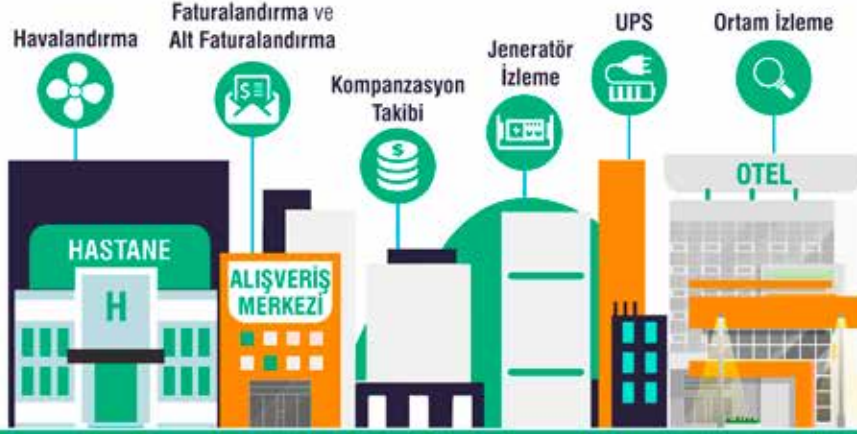 Havalandırma
Faturalandırma ve
Alt Faturalandırma
Kompanzasyon
Takibi
Jeneratör
İzleme
UPS
Ortam İzleme
HASTANE
H
ALIŞVERİŞ
MERKEZİ
OTEL